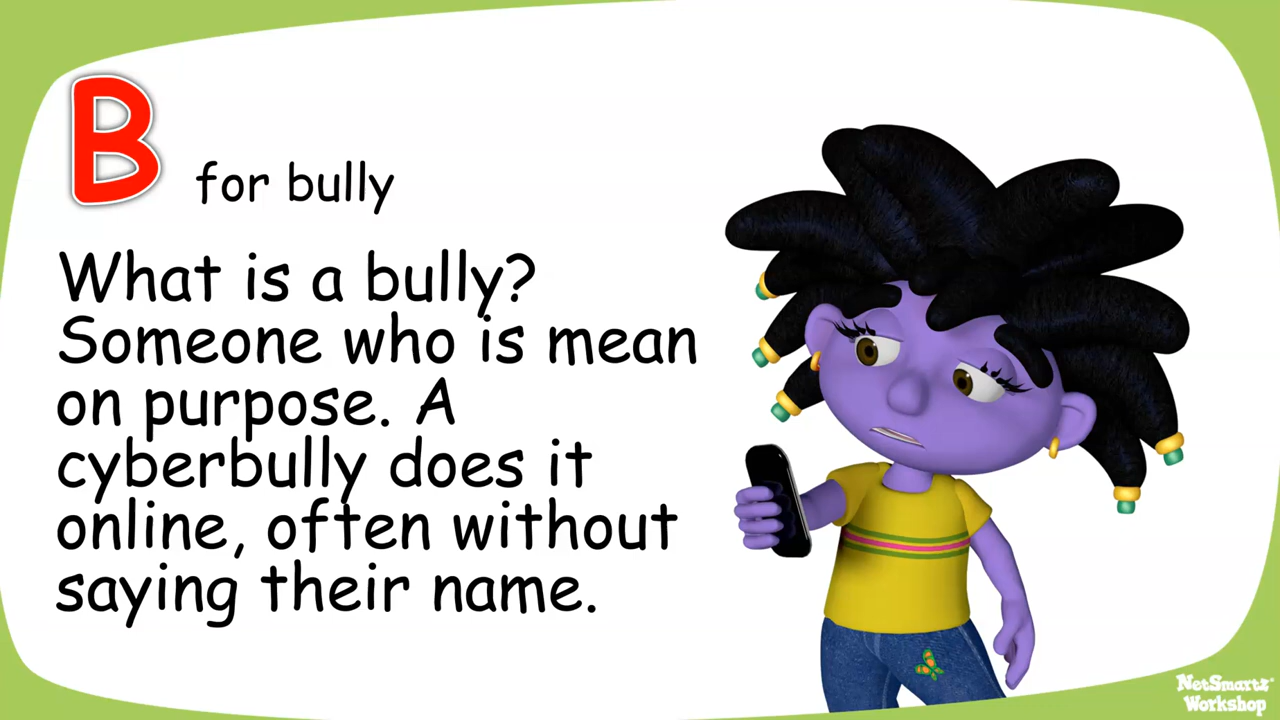 B for bully
What is a bully?
Someone who is mean
on purpose. A
cyberbully does it
online, often without
saying their name.
NetSmartz®
Workshop